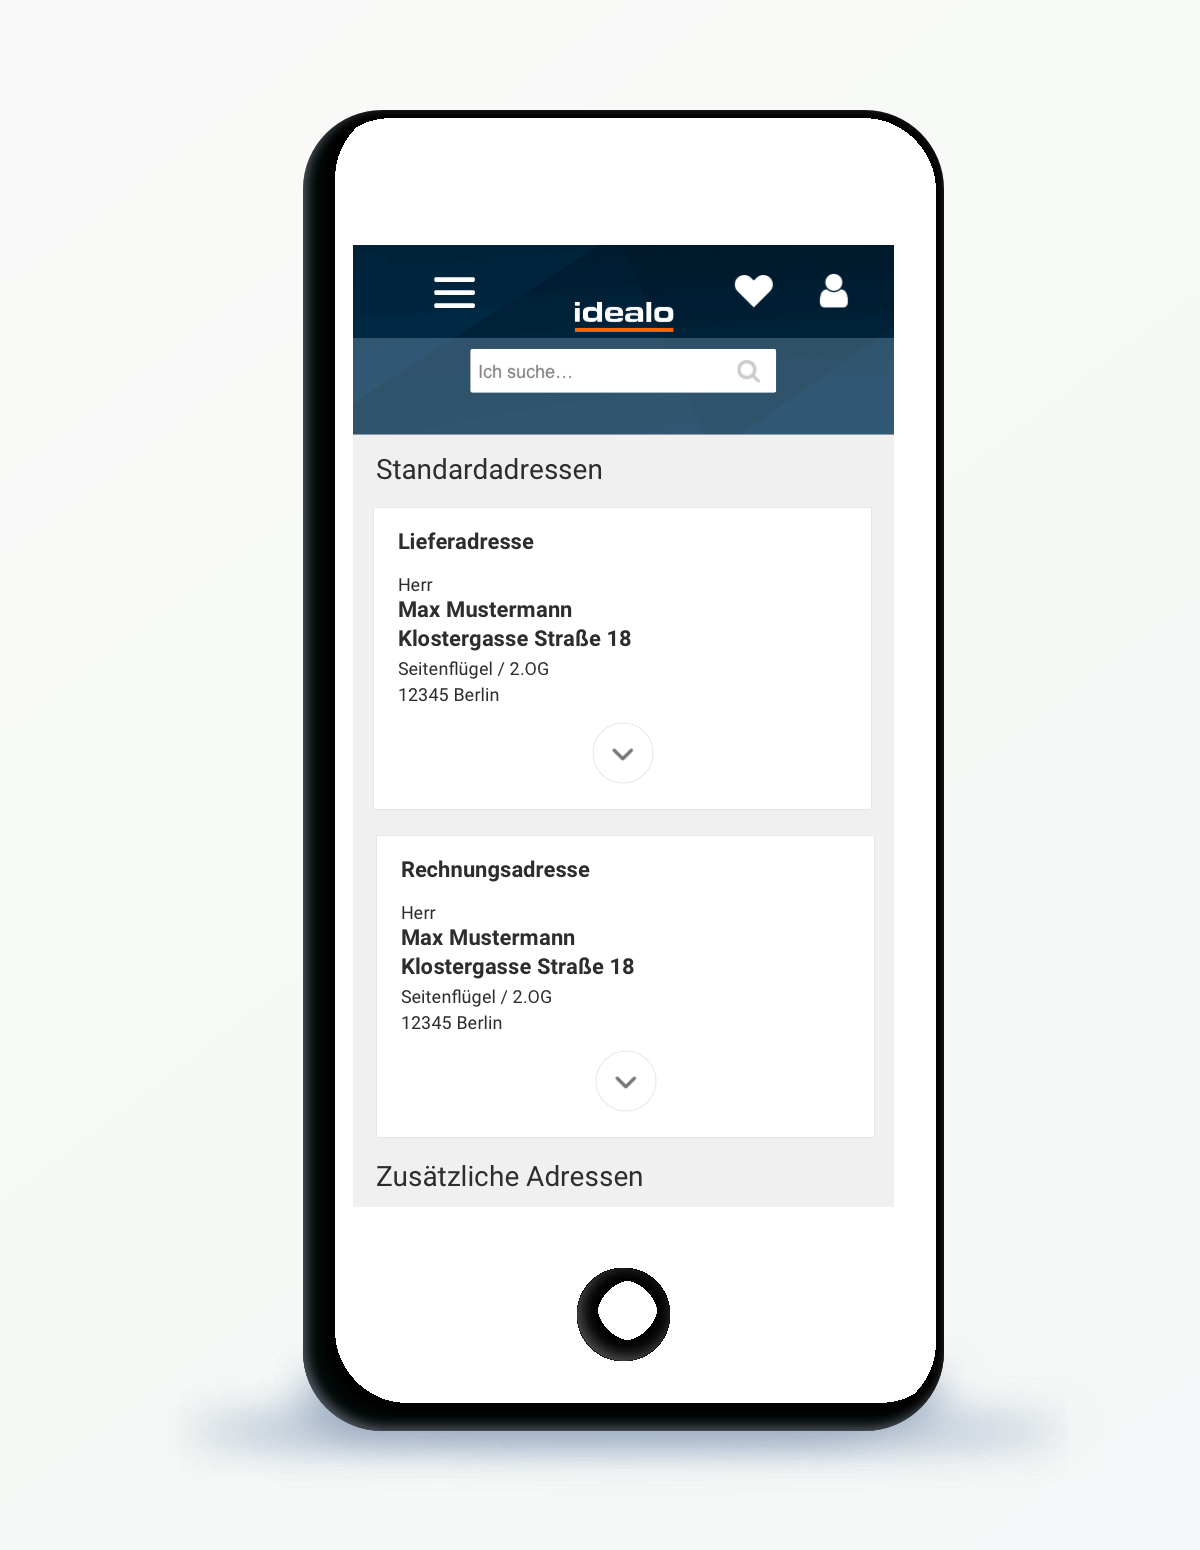 idealo
Ich suche...
Standardadressen
Lieferadresse
Herr
Max Mustermann
Klostergasse Straße 18
Seitenflügel / 2.OG
12345 Berlin
Rechnungsadresse
Herr
Max Mustermann
Klostergasse Straße 18
Seitenflügel / 2.OG
12345 Berlin
Zusätzliche Adressen